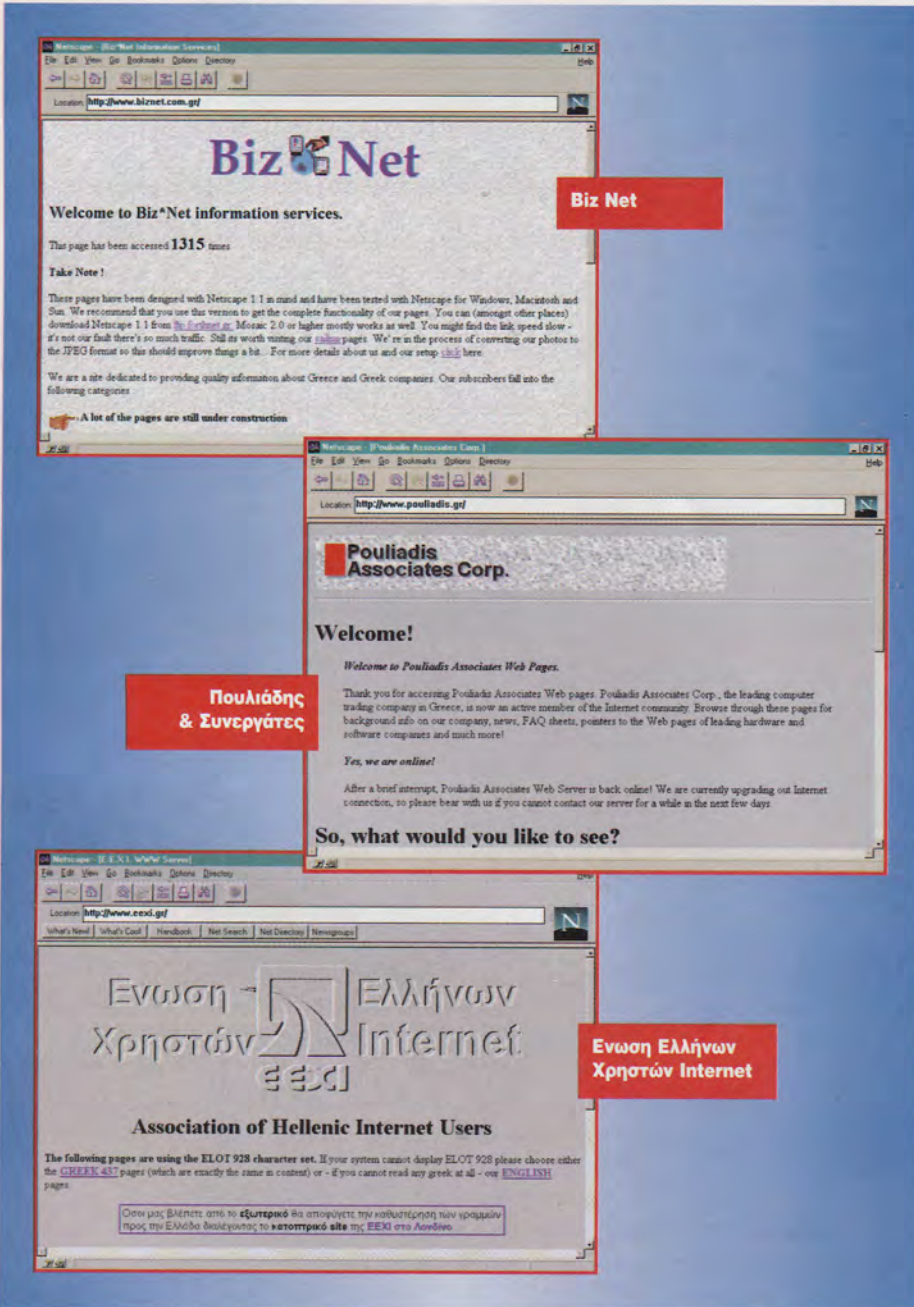 Netscape - [Biz*Net Information Services]
File Edit View Go Bookmarks Options Directory Help
Location: http://www.biznet.com.gr/
N
Biz Net
Welcome to Biz*Net information services.
This page has been accessed 1315 times
Take Note !
These pages have been designed with Netscape 1.1 in mind and have been tested with Netscape for Windows, Macintosh and
Sun. We recommend that you use this version to get the complete functionality of our pages. You can (amongst other places)
download Netscape 1.1 from ftp.forthnet.gr. Mosaic 2.0 or higher mostly works as well. You might find the link speed slow -
it's not our fault there's so much traffic. Still its worth visting our pages. We're in the process of converting our photos to
the JPEG format so this should improve things a bit... For more details about us and our setup click here.
We are a site dedicated to providing quality information about Greece and Greek companies. Our subscribers fall into the
following categories
A lot of the pages are still under construction
Biz Net
Netscape - [Pouliadis Associates Corp.]
File Edit View Go Bookmarks Options Directory Help
Location: http://www.pouliadis.gr/
N
Pouliadis
Associates Corp.
Welcome!
Welcome to Pouliadis Associates Web Pages.
Thank you for accessing Pouliadis Associates Web pages. Pouliadis Associates Corp., the leading computer
trading company in Greece, is now an active member of the Internet community. Browse through these pages for
background info on our company, news, FAQ sheets, pointers to the Web pages of leading hardware and
software companies and much more!
Yes, we are online!
After a brief interrupt, Pouliadis Associates Web Server is back online! We are currently upgrading out Internet
connection, so please bear with us if you cannot contact our server for a while in the next few days
So, what would you like to see?
Πουλιάδης
& Συνεργάτες
Netscape - [E.E.X.I. WWW Server]
File Edit View Go Bookmarks Options Directory Help
Location: http://www.eexi.gr/
N
What's New! What's Cool! Handbook Net Search Net Directory Newsgroups
Ενωση Ελλήνων
Χρηστών Internet
EEXI
Association of Hellenic Internet Users
The following pages are using the ELOT 928 character set. If your system cannot display ELOT 928 please choose either
the GREEK 437 pages (which are exactly the same in content) or - if you cannot read any greek at all - our ENGLISH
pages
Οσοι μας βλέπετε από το εξωτερικό θα αποφύγετε την καθυστέρηση των γραμμών
προς την Ελλάδα διαλέγοντας το κατοπτρικό site της ΕΕΧΙ στο Λονδίνο
Ενωση Ελλήνων
Χρηστών Internet